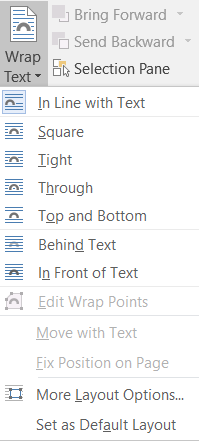 Wrap
Text
Bring Forward
Send Backward
Selection Pane
In Line with Text
Square
Tight
Through
Top and Bottom
Behind Text
In Front of Text
Edit Wrap Points
Move with Text
Fix Position on Page
More Layout Options...
Set as Default Layout